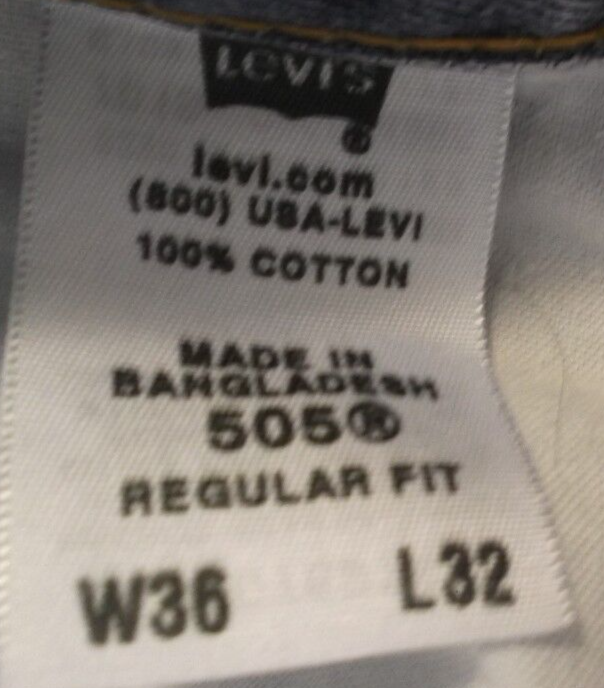 LEVI'S
®
levi.com
(800) USA-LEVI
100% COTTON
MADE IN
BANGLADESH
505®
REGULAR FIT
W36 L32